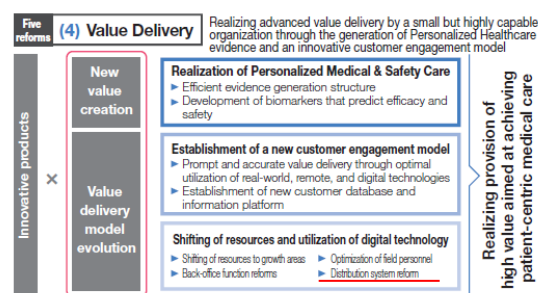 Five
reforms
(4) Value Delivery
Realizing advanced value delivery by a small but highly capable
organization through the generation of Personalized Healthcare
evidence and an innovative customer engagement model
Innovative products
×
New
value
creation
Value
delivery
model
evolution
Realization of Personalized Medical & Safety Care
► Efficient evidence generation structure
► Development of biomarkers that predict efficacy and
safety
Establishment of a new customer engagement model
► Prompt and accurate value delivery through optimal
utilization of real-world, remote, and digital technologies
► Establishment of new customer database and
information platform
Shifting of resources and utilization of digital technology
► Shifting of resources to growth areas
► Optimization of field personnel
► Back-office function reforms
► Distribution system reform
Realizing provision of
high value aimed at achieving
patient-centric medical care